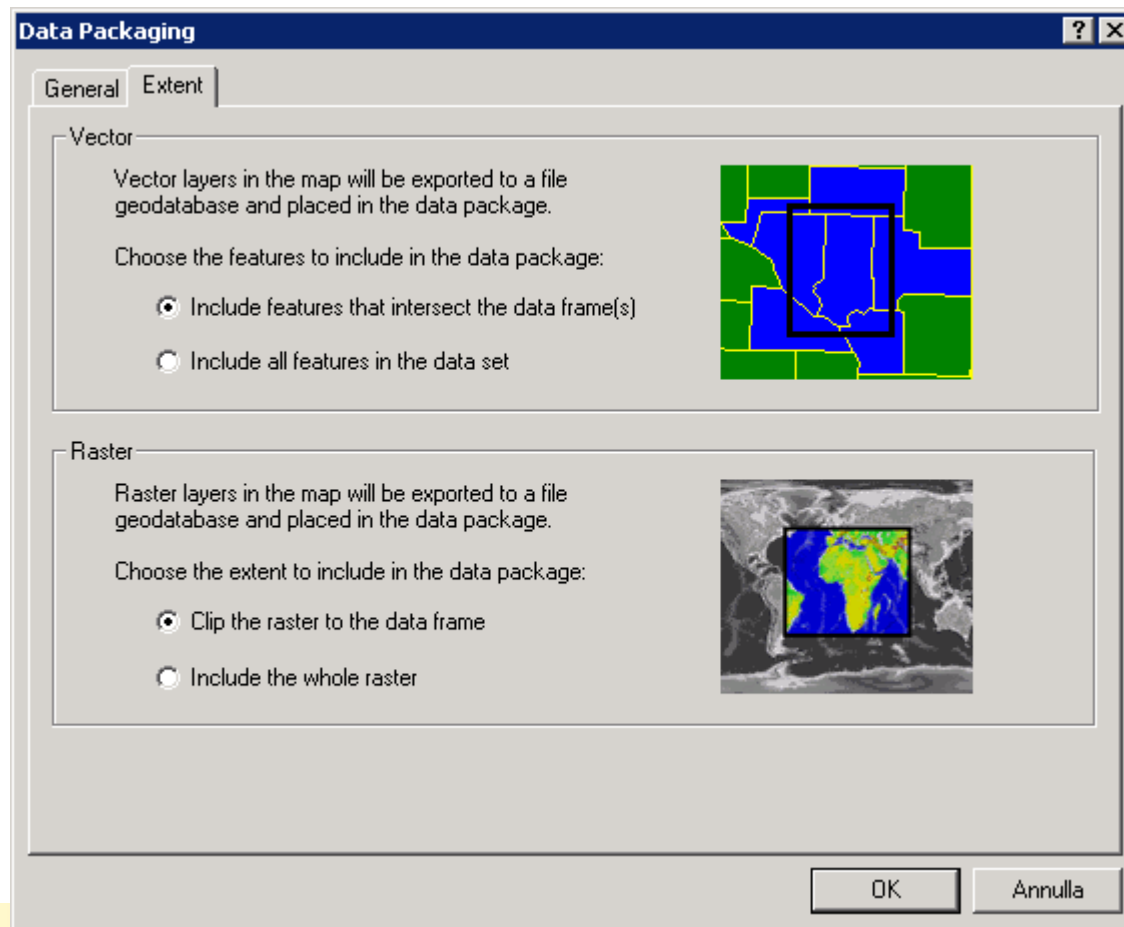 Data Packaging
General
Extent
Vector
Vector layers in the map will be exported to a file
geodatabase and placed in the data package.
Choose the features to include in the data package:
Include features that intersect the data frame(s)
Include all features in the data set
Raster
Raster layers in the map will be exported to a file
geodatabase and placed in the data package.
Choose the extent to include in the data package:
Clip the raster to the data frame
Include the whole raster
OK
Annulla